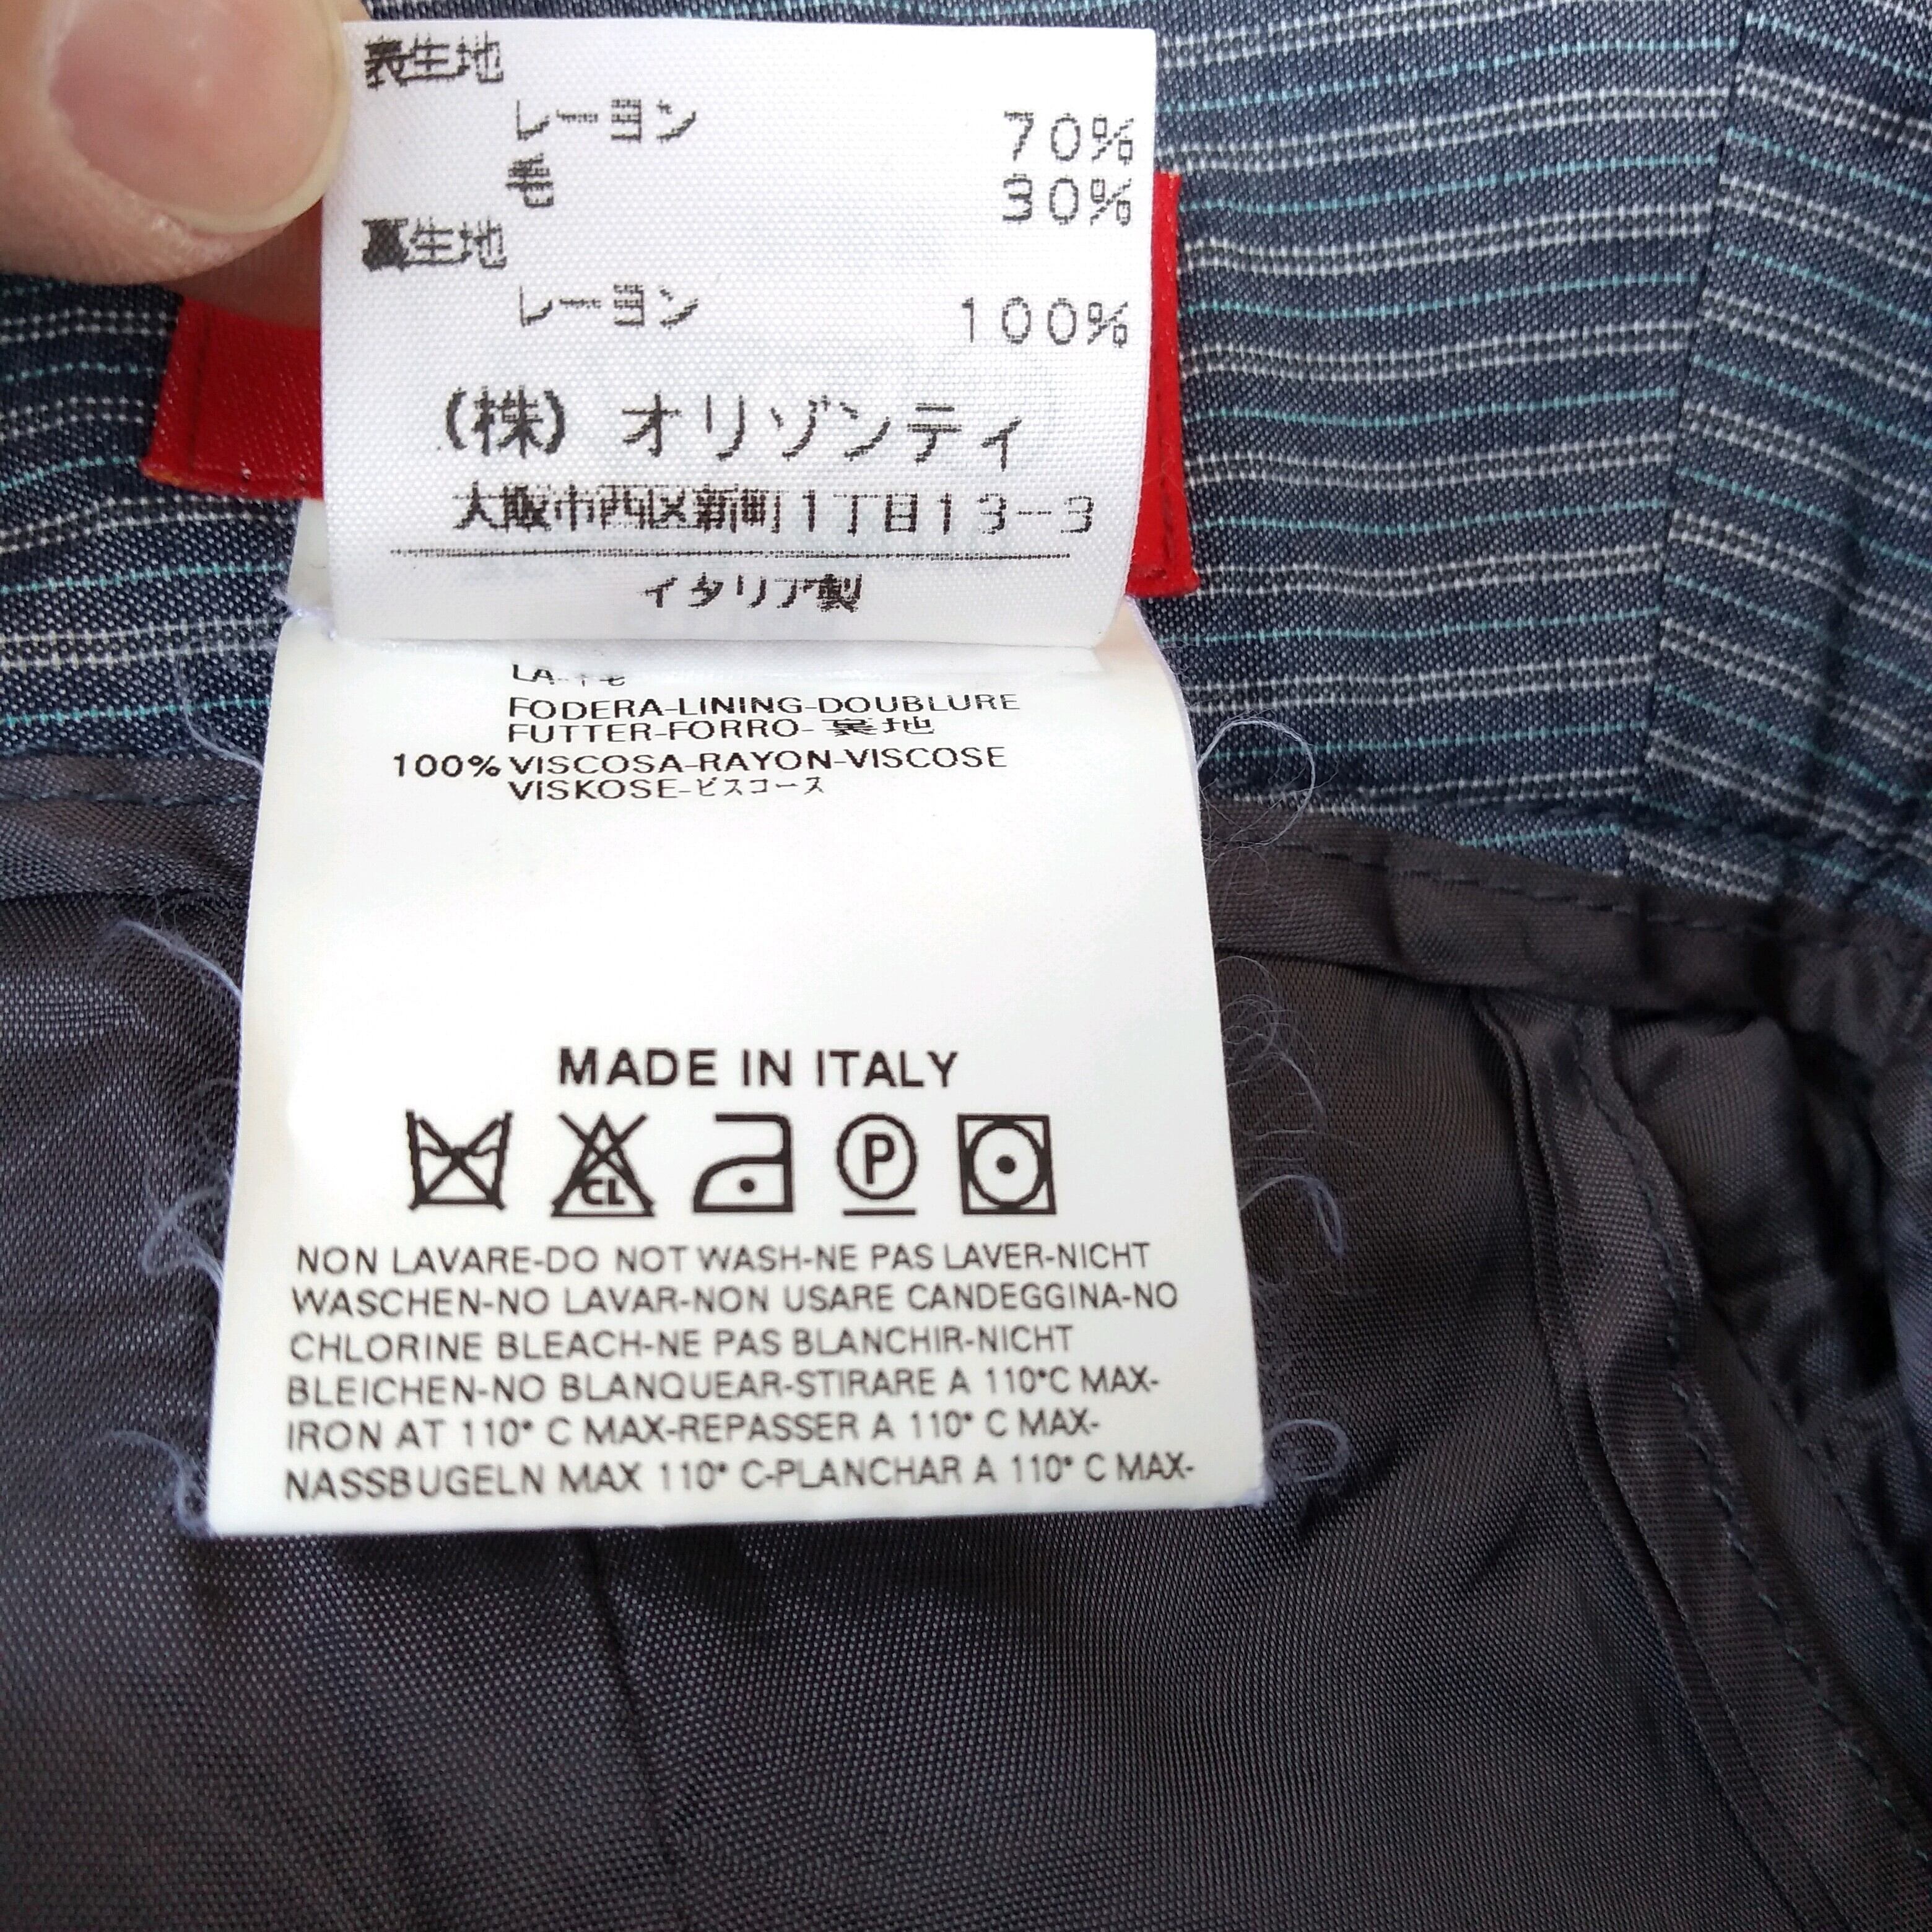 表生地
レーヨン 70%
毛 30%
裏生地
レーヨン 100%
(株) オリゾンティ
大阪市西区新町1丁目13-3
イタリア製
FODERA-LINING-DOUBLURE
FUTTER-FORRO-裏地
100% VISCOSA-RAYON-VISCOSE
VISKOSE-ビスコース
MADE IN ITALY
CL P
NON LAVARE-DO NOT WASH-NE PAS LAVER-NICHT
WASCHEN-NO LAVAR-NON USARE CANDEGGINA-NO
CHLORINE BLEACH-NE PAS BLANCHIR-NICHT
BLEICHEN-NO BLANQUEAR-STIRARE A 110°C MAX-
IRON AT 110° C MAX-REPASSER A 110° C MAX-
NASSBUGELN MAX 110° C-PLANCHAR A 110° C MAX-